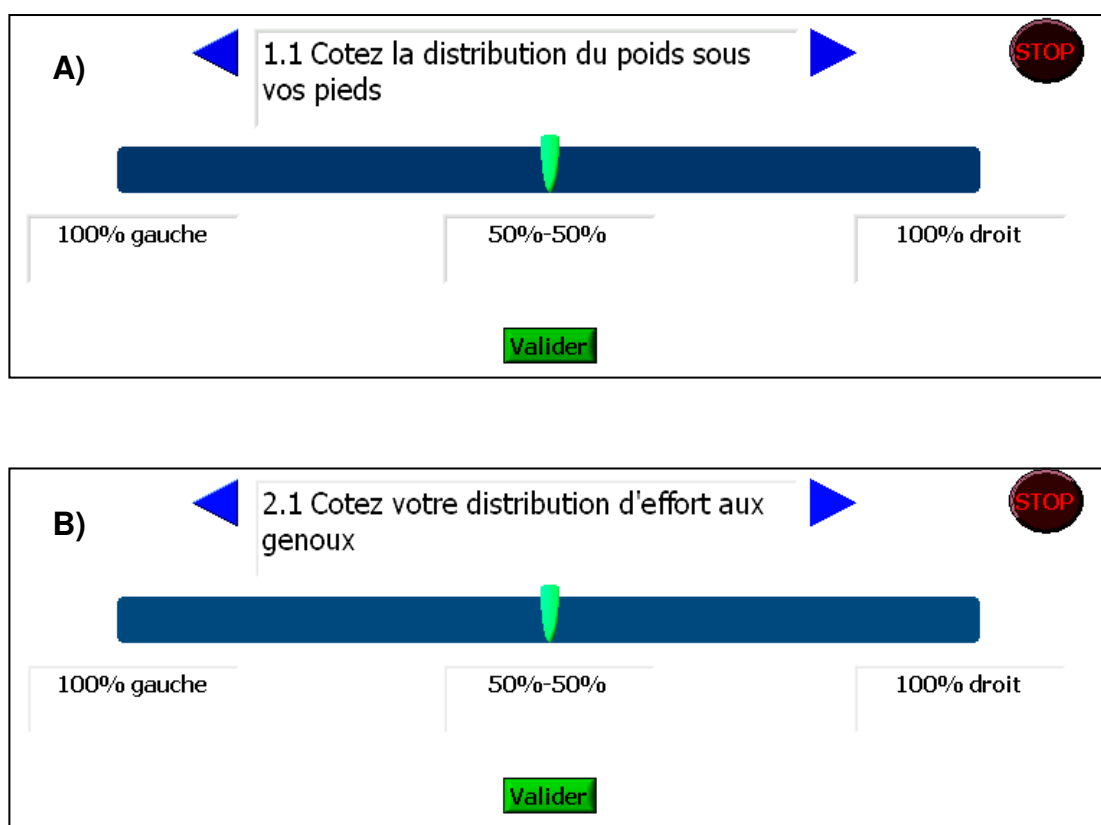 A)
1.1 Cotez la distribution du poids sous
vos pieds
STOP
100% gauche
50%-50%
100% droit
Valider
B)
2.1 Cotez votre distribution d'effort aux
genoux
STOP
100% gauche
50%-50%
100% droit
Valider